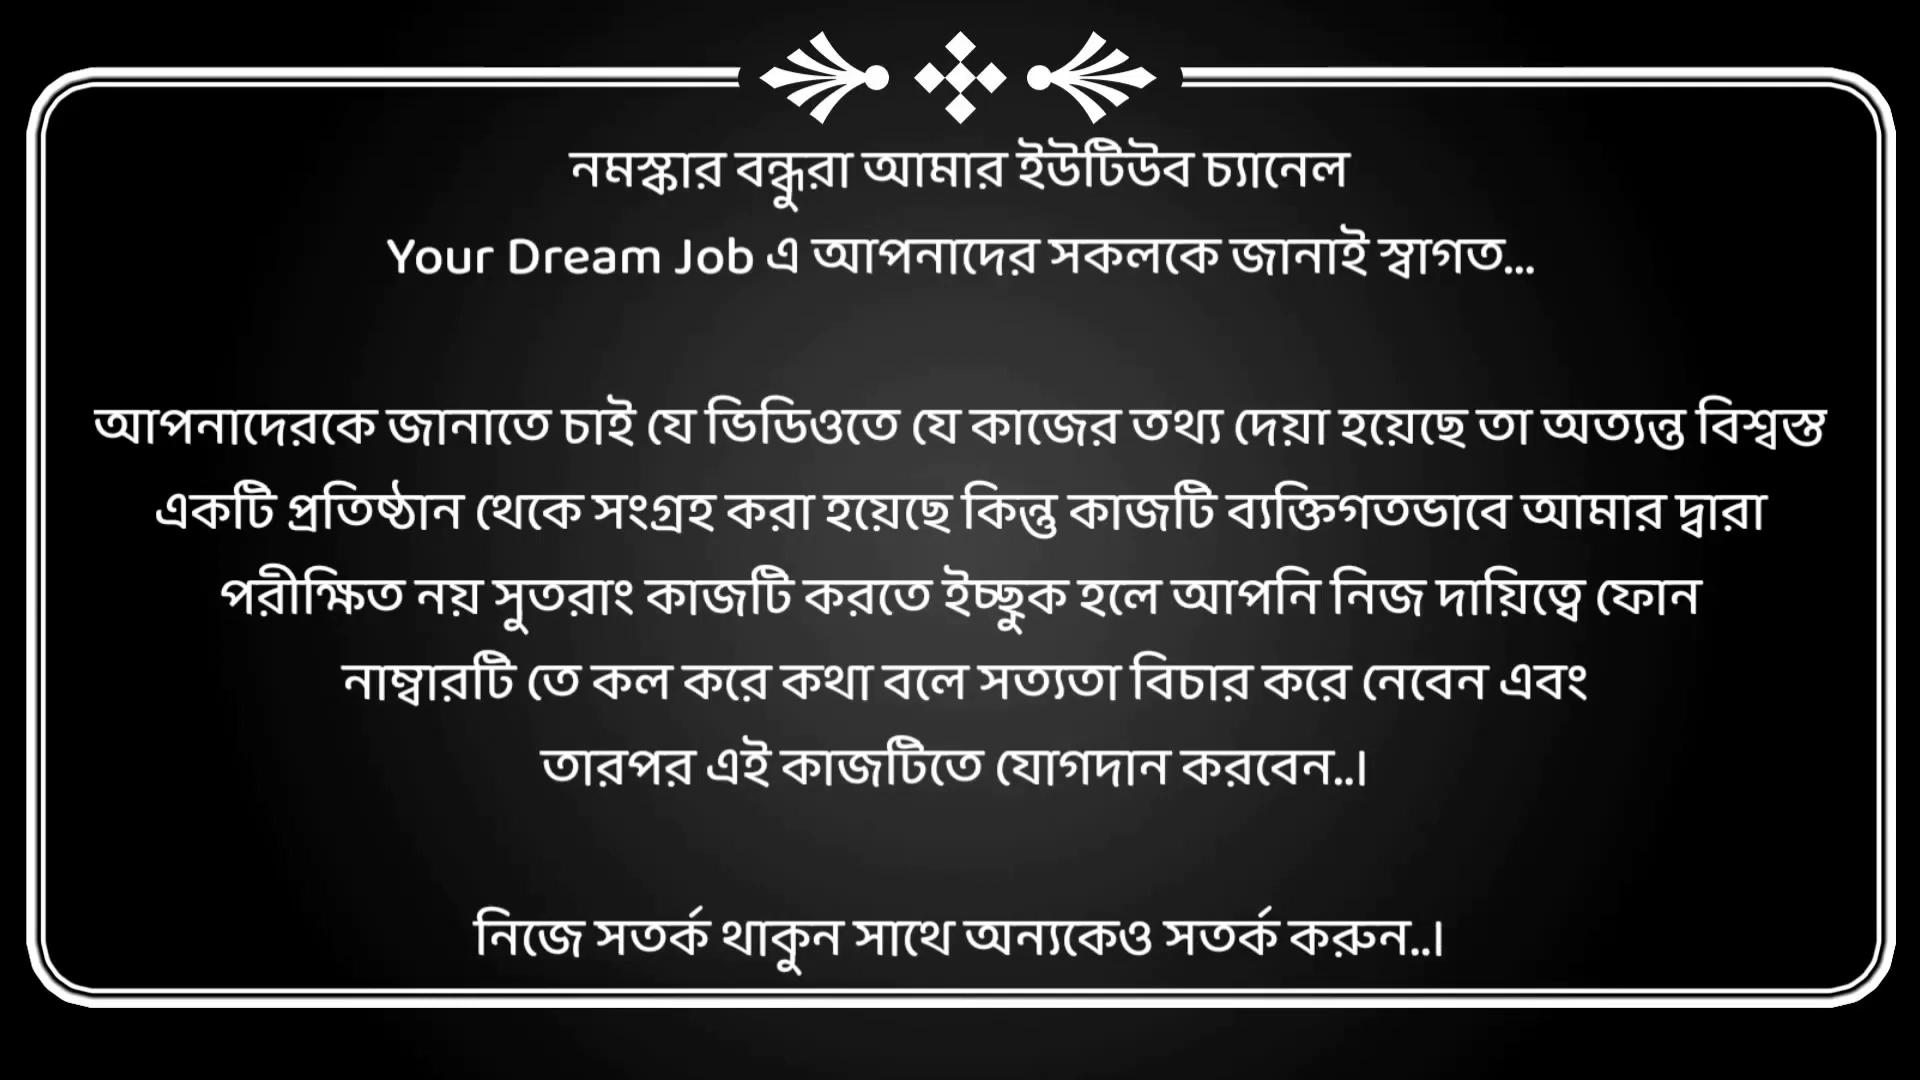 নমস্কার বন্ধুরা আমার ইউটিউব চ্যানেল
Your Dream Job এ আপনাদের সকলকে জানাই স্বাগত...
আপনাদেরকে জানাতে চাই যে ভিডিওতে যে কাজের তথ্য দেয়া হয়েছে তা অত্যন্ত বিশ্বস্ত
একটি প্রতিষ্ঠান থেকে সংগ্রহ করা হয়েছে কিন্তু কাজটি ব্যক্তিগতভাবে আমার দ্বারা
পরীক্ষিত নয় সুতরাং কাজটি করতে ইচ্ছুক হলে আপনি নিজ দায়িত্বে ফোন
নাম্বারটি তে কল করে কথা বলে সত্যতা বিচার করে নেবেন এবং
তারপর এই কাজটিতে যোগদান করবেন..।
নিজে সতর্ক থাকুন সাথে অন্যকেও সতর্ক করুন..।